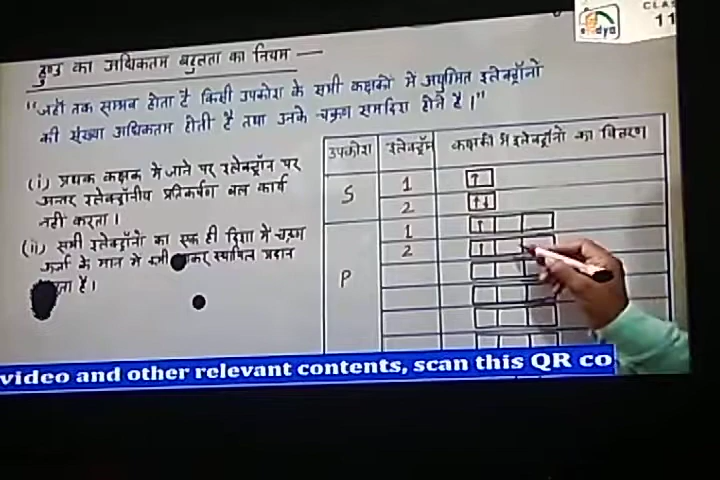 CLAS
11
हुण्ड का अधिकतम बहुलता का नियम —
"जहाँ तक सम्भव होता है किसी उपकोश के सभी कक्षकों में अयुग्मित इलेक्ट्रॉनों
की संख्या अधिकतम होती है तथा उनके चक्रण समदिश होते है।"
(i) प्रथक कक्षक में जाने पर इलेक्ट्रॉन पर
अन्तर इलेक्ट्रॉनीय प्रतिकर्षण बल कार्य
नहीं करता।
(ii) सभी इलेक्ट्रॉनों का एक ही दिशा में चक्रण
ऊर्जा के मान में कमी कर स्थायित्व प्रदान
है।
उपकोश इलेक्ट्रॉन कक्षकों में इलेक्ट्रॉनों का वितरण
S 1 ↑
2 ↑↓
P 1 ↑
2 ↑
video and other relevant contents, scan this QR co